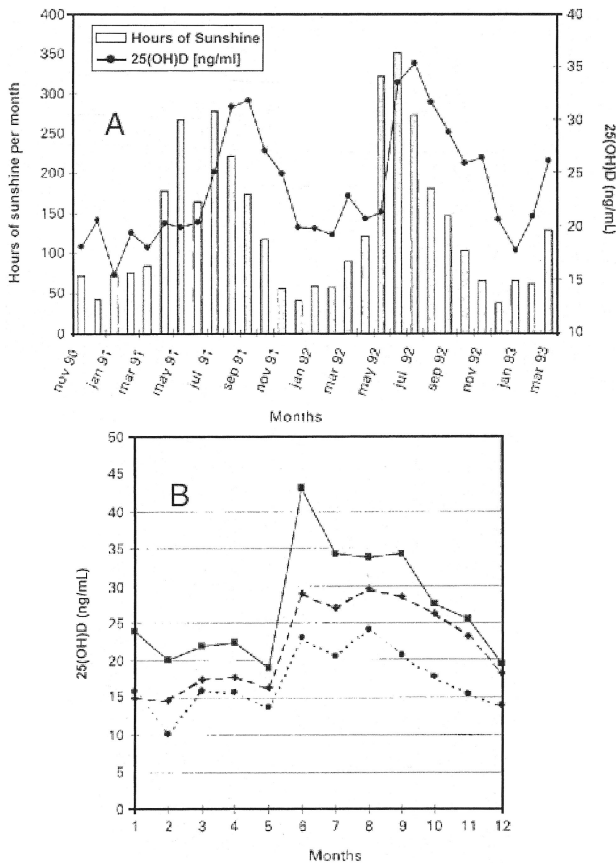 400
350
300
250
200
150
100
50
0
Hours of sunshine per month
Hours of Sunshine
25(OH)D [ng/ml]
A
40
35
30
25
20
15
10
25(OH)D (ng/mL)
nov 90
jan 91
mar 91
may 91
jul 91
sep 91
nov 91
jan 92
mar 92
may 92
jul 92
sep 92
nov 92
jan 93
mar 93
Months
50
45
40
35
30
25
20
15
10
5
0
25(OH)D (ng/mL)
B
1 2 3 4 5 6 7 8 9 10 11 12
Months